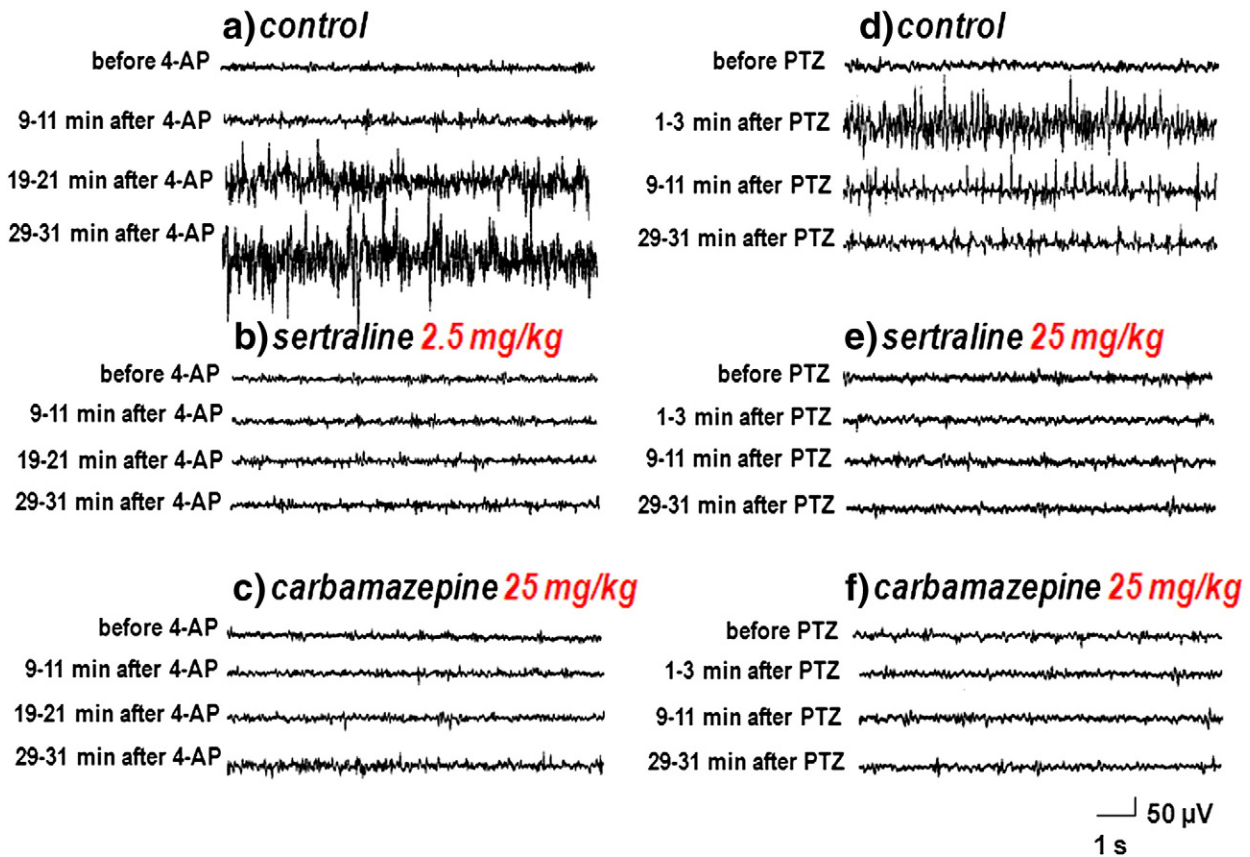 a) control
before 4-AP
9-11 min after 4-AP
19-21 min after 4-AP
29-31 min after 4-AP
b) sertraline 2.5 mg/kg
before 4-AP
9-11 min after 4-AP
19-21 min after 4-AP
29-31 min after 4-AP
c) carbamazepine 25 mg/kg
before 4-AP
9-11 min after 4-AP
19-21 min after 4-AP
29-31 min after 4-AP
d) control
before PTZ
1-3 min after PTZ
9-11 min after PTZ
29-31 min after PTZ
e) sertraline 25 mg/kg
before PTZ
1-3 min after PTZ
9-11 min after PTZ
29-31 min after PTZ
f) carbamazepine 25 mg/kg
before PTZ
1-3 min after PTZ
9-11 min after PTZ
29-31 min after PTZ
50 µV
1 s